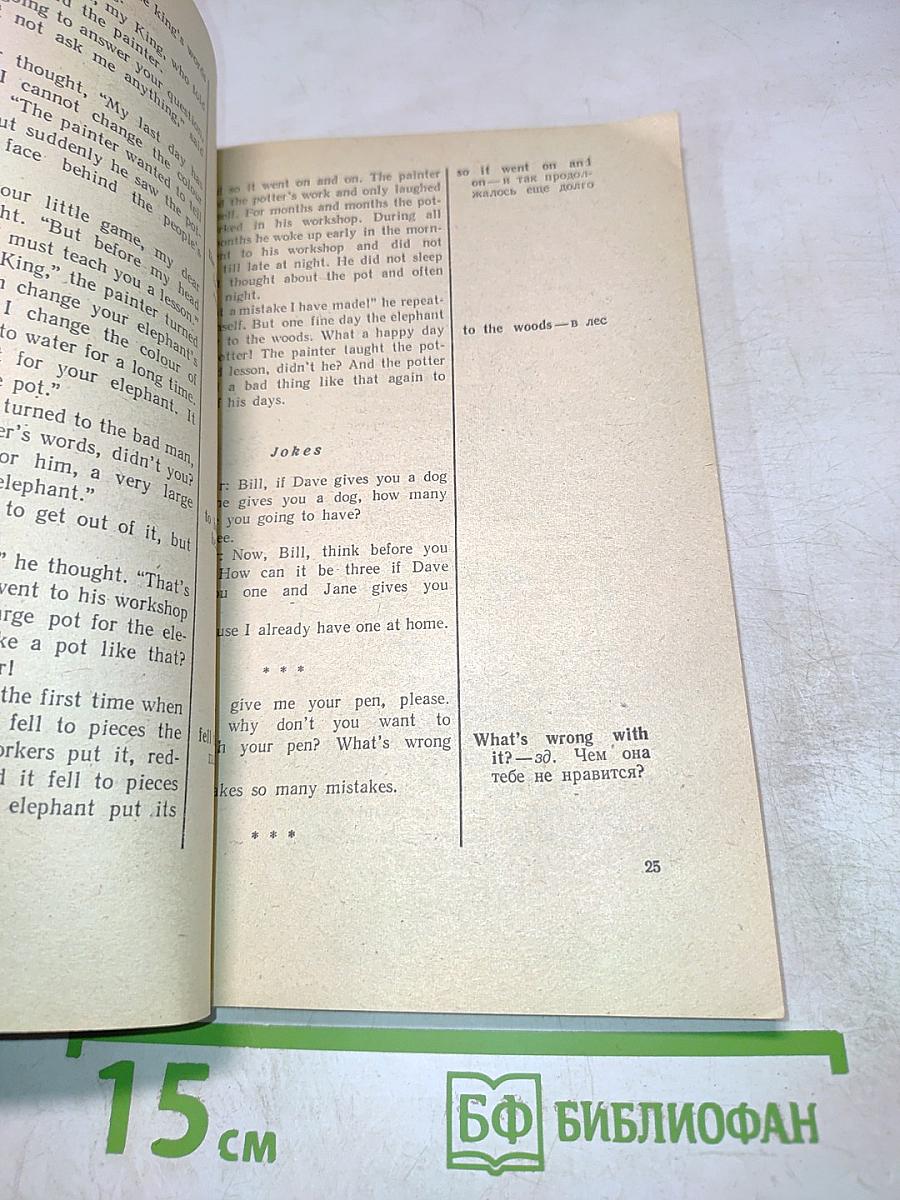 king's words
my King, who told
the painter.
going to answer your question,
not ask me anything," said
thought, "My last day has
I cannot change the colour
"The painter wanted to tell
suddenly he saw the pot-
face behind the people's
our little game, my dear
"But before my head
must teach you a lesson."
King," the painter turned
change your elephant's
I change the colour of
to water for a long time.
for your elephant. It
pot."
turned to the bad man,
words, didn't you?
for him, a very large
elephant."
to get out of it, but
" he thought. "That's
went to his workshop
large pot for the ele-
a pot like that?
the first time when
fell to pieces the
put it, red-
it fell to pieces
elephant put its
so it went on and on. The painter
the potter's work and only laughed
For months and months the pot-
in his workshop. During all
months he woke up early in the morn-
to his workshop and did not
till late at night. He did not sleep
thought about the pot and often
night.
a mistake I have made!" he repeat-
But one fine day the elephant
to the woods. What a happy day
The painter taught the pot-
lesson, didn't he? And the potter
a bad thing like that again to
his days.
Jokes
Bill, if Dave gives you a dog
gives you a dog, how many
you going to have?
Now, Bill, think before you
How can it be three if Dave
one and Jane gives you
I already have one at home.
* * *
give me your pen, please.
why don't you want to
your pen? What's wrong
so many mistakes.
* * *
so it went on and
on — и так продол-
жалось еще долго
to the woods — в лес
What's wrong with
it? — зд. Чем она
тебе не нравится?
25
15 см
БФ БИБЛИОФАН